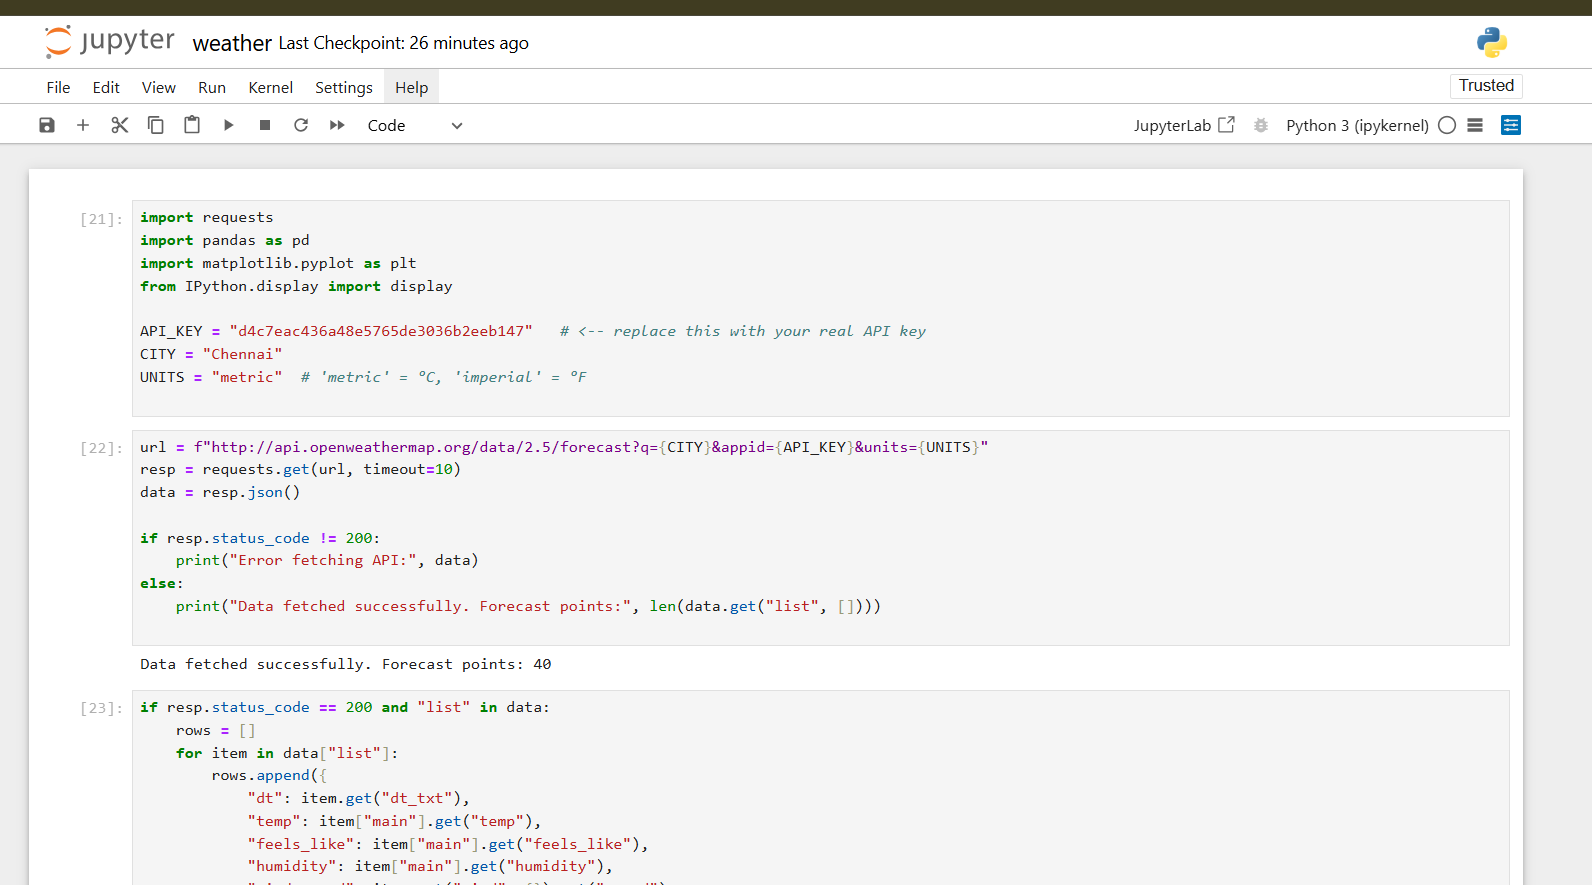 jupyter weather Last Checkpoint: 26 minutes ago
File Edit View Run Kernel Settings Help
Trusted
Code
JupyterLab Python 3 (ipykernel)
[21]:
import requests
import pandas as pd
import matplotlib.pyplot as plt
from IPython.display import display
API_KEY = "d4c7eac436a48e5765de3036b2eeb147"   # <-- replace this with your real API key
CITY = "Chennai"
UNITS = "metric"  # 'metric' = °C, 'imperial' = °F
[22]:
url = f"http://api.openweathermap.org/data/2.5/forecast?q={CITY}&appid={API_KEY}&units={UNITS}"
resp = requests.get(url, timeout=10)
data = resp.json()
if resp.status_code != 200:
    print("Error fetching API:", data)
else:
    print("Data fetched successfully. Forecast points:", len(data.get("list", [])))
Data fetched successfully. Forecast points: 40
[23]:
if resp.status_code == 200 and "list" in data:
    rows = []
    for item in data["list"]:
        rows.append({
            "dt": item.get("dt_txt"),
            "temp": item["main"].get("temp"),
            "feels_like": item["main"].get("feels_like"),
            "humidity": item["main"].get("humidity"),